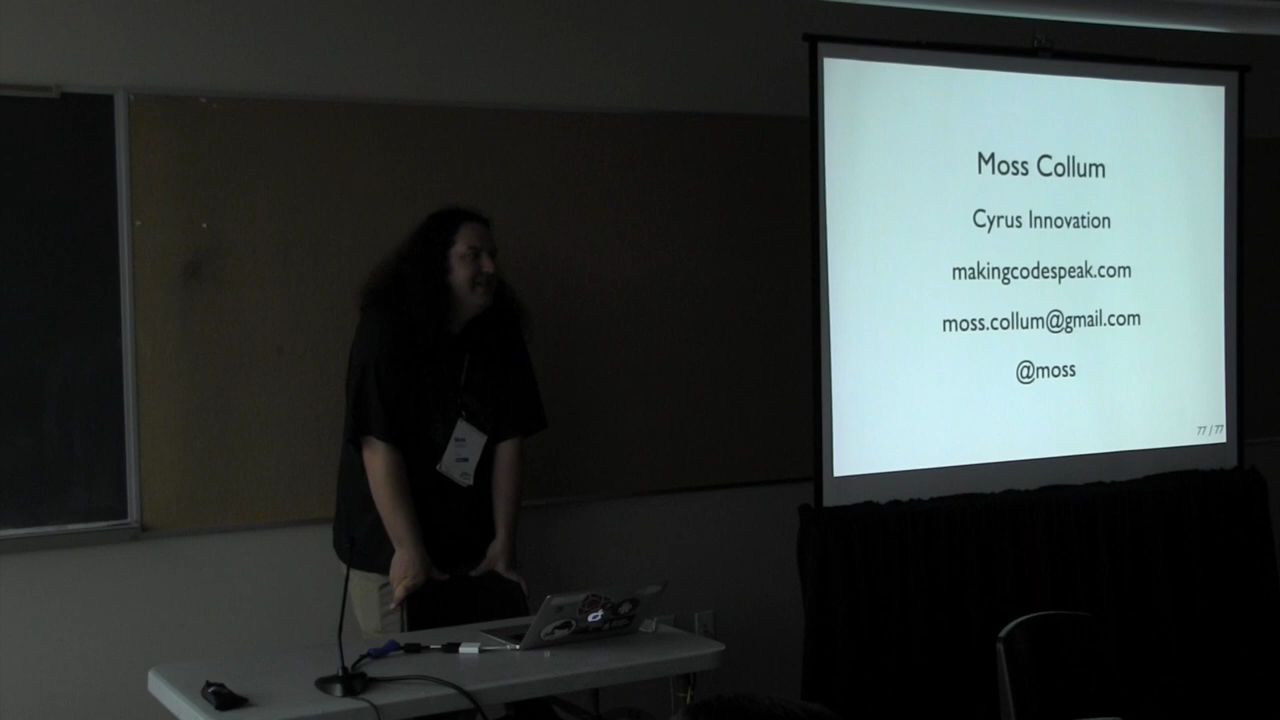 Moss Collum
Cyrus Innovation
makingcodespeak.com
moss.collum@gmail.com
@moss
77 / 77